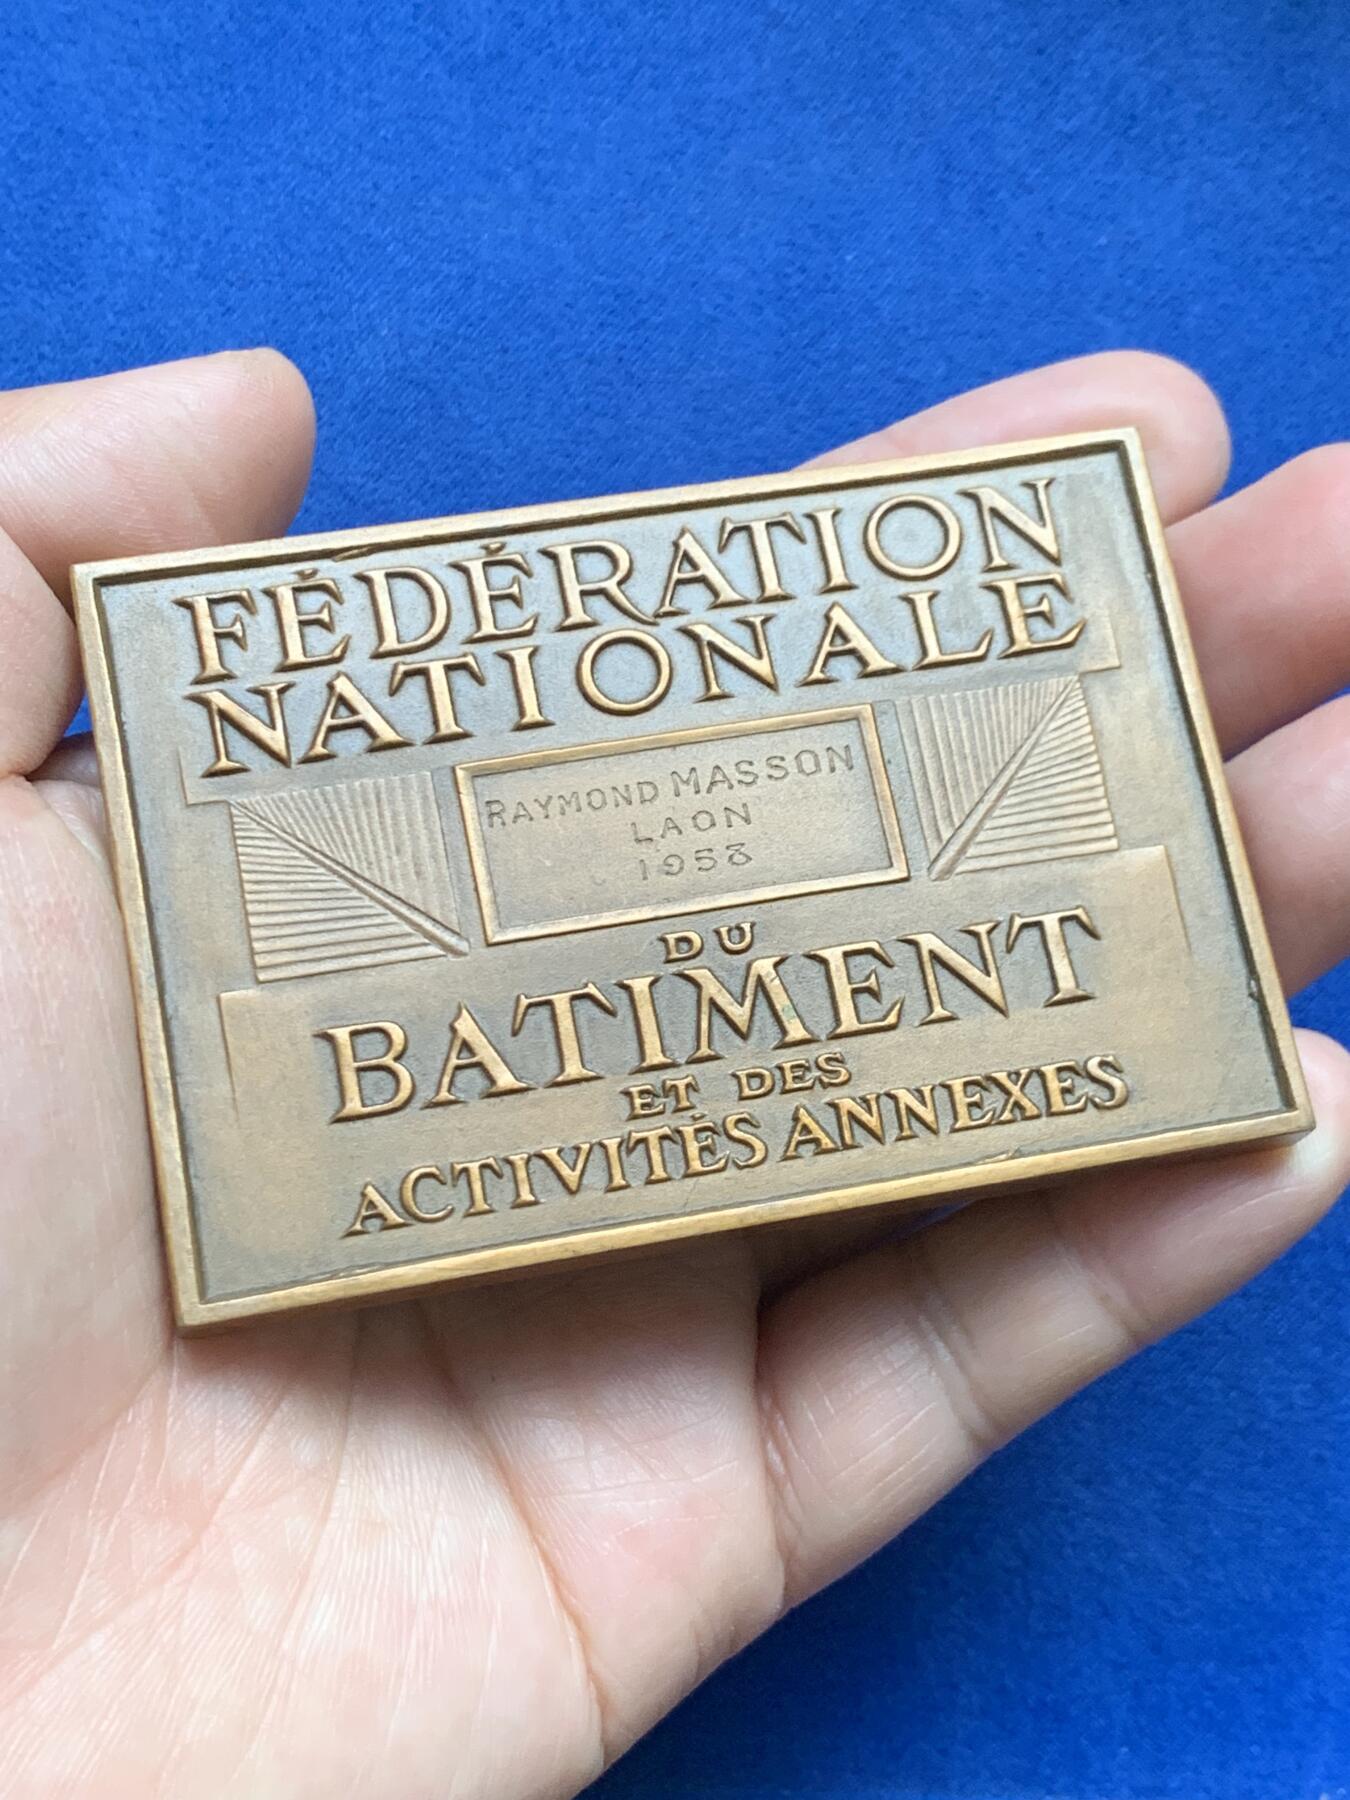 FÉDÉRATION
NATIONALE
RAYMOND MASSON
LAON
1958
DU
BATIMENT
ET DES
ACTIVITÉS ANNEXES